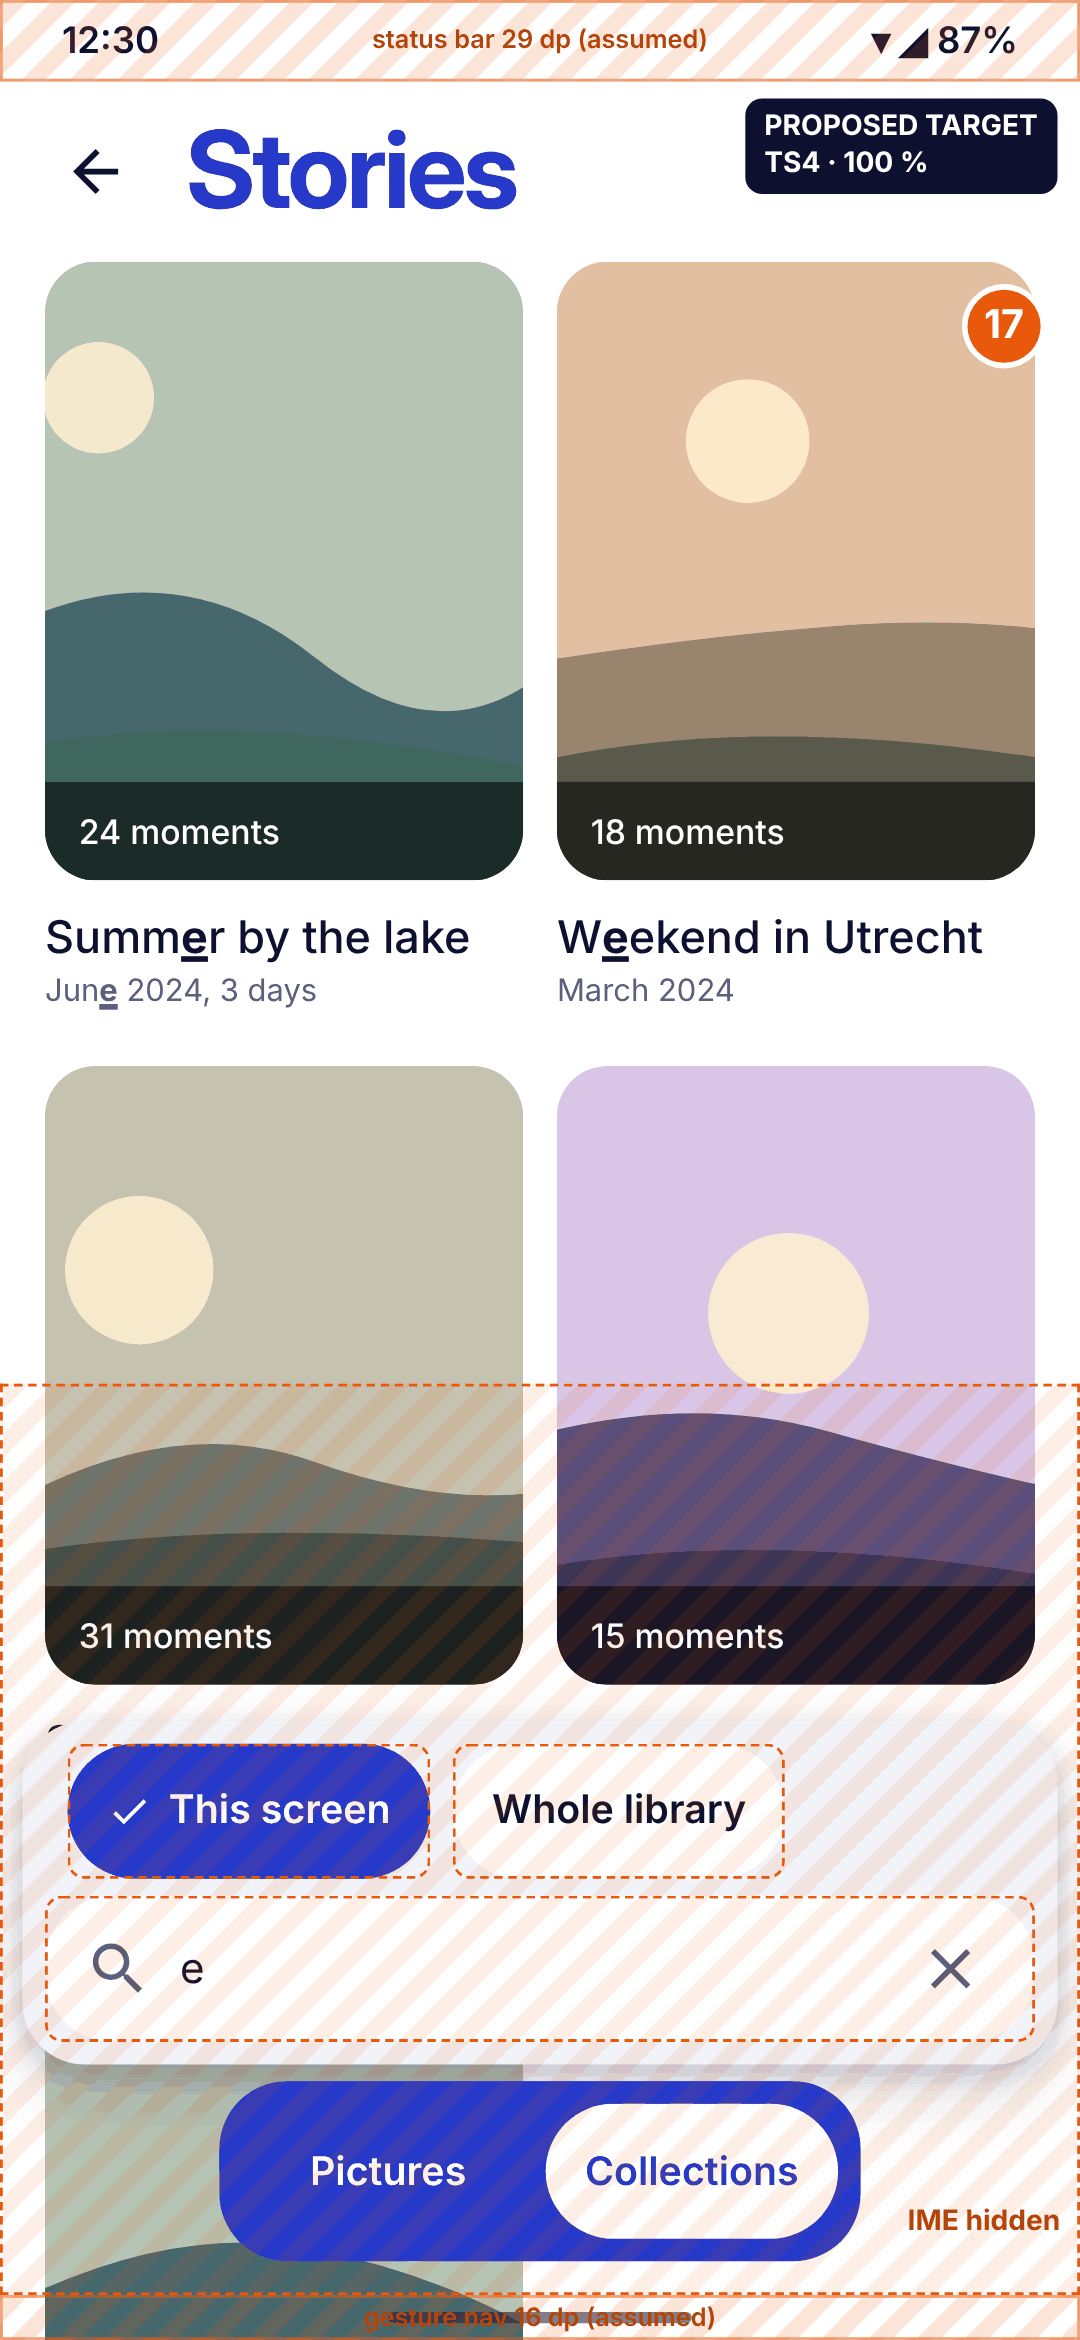 12:30 status bar 29 dp (assumed) 87%
PROPOSED TARGET
TS4 · 100 %
Stories
17
24 moments
18 moments
Summer by the lake
June 2024, 3 days
Weekend in Utrecht
March 2024
31 moments
15 moments
This screen
Whole library
e
Pictures
Collections
IME hidden
gesture nav 16 dp (assumed)